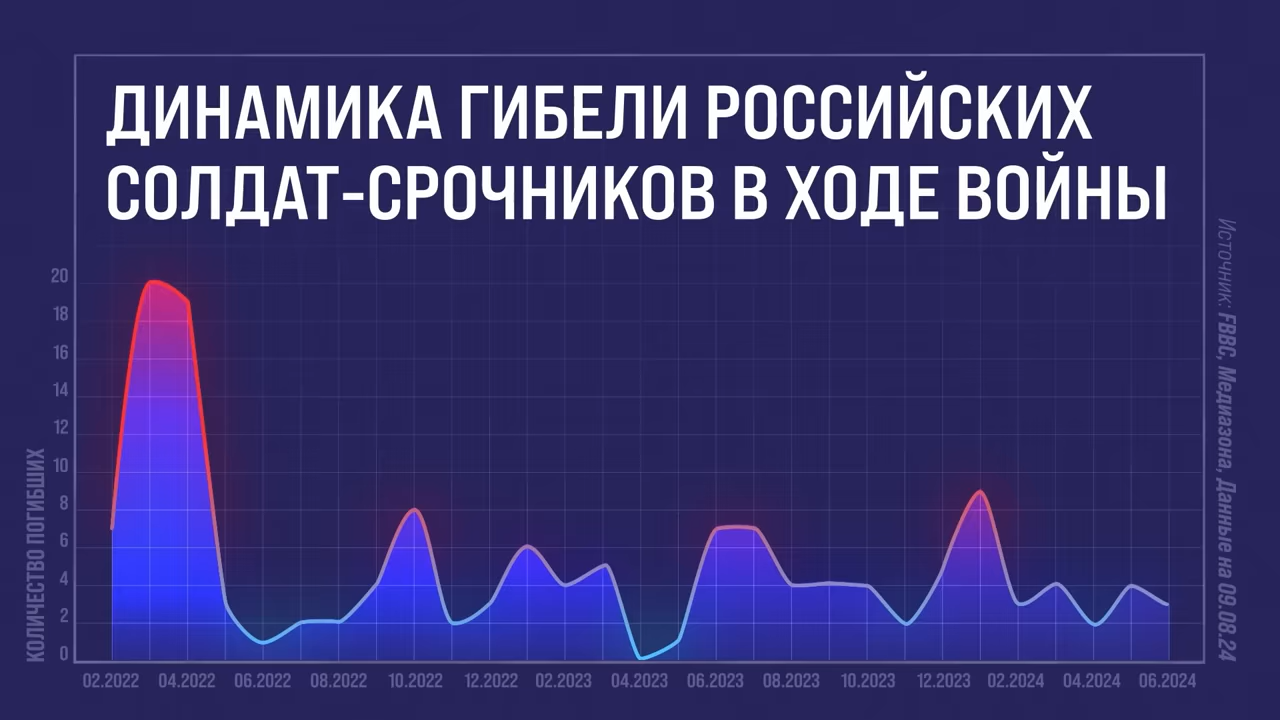 ДИНАМИКА ГИБЕЛИ РОССИЙСКИХ
СОЛДАТ-СРОЧНИКОВ В ХОДЕ ВОЙНЫ
КОЛИЧЕСТВО ПОГИБШИХ
20
18
16
14
12
10
8
6
4
2
0
02.2022 04.2022 06.2022 08.2022 10.2022 12.2022 02.2023 04.2023 06.2023 08.2023 10.2023 12.2023 02.2024 04.2024 06.2024
Источник: FBBC, Медиазона, Данные на 09.08.24